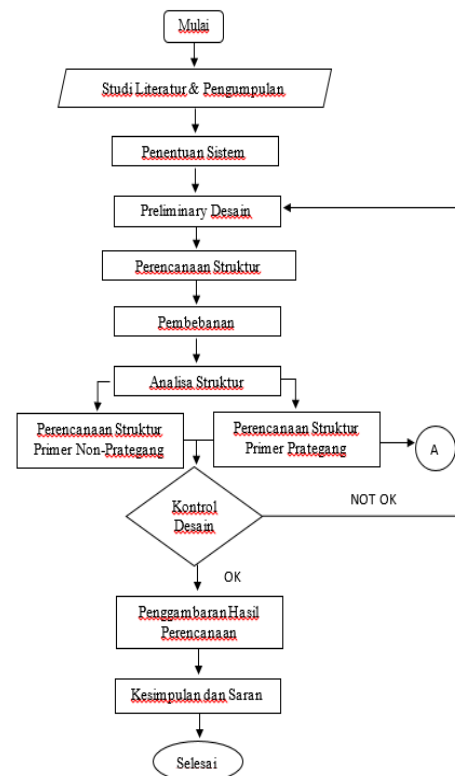 Mulai
Studi Literatur & Pengumpulan
Penentuan Sistem
Preliminary Desain
Perencanaan Struktur
Pembebanan
Analisa Struktur
Perencanaan Struktur
Primer Non-Prategang
Perencanaan Struktur
Primer Prategang
A
Kontrol
Desain
NOT OK
OK
Penggambaran Hasil
Perencanaan
Kesimpulan dan Saran
Selesai